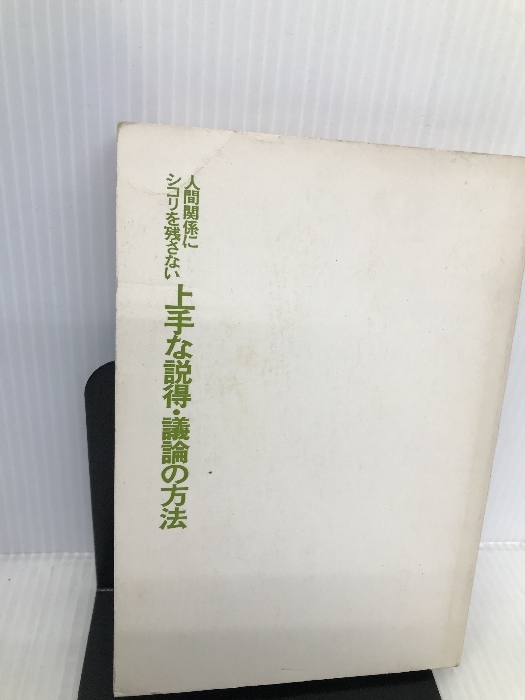 人間関係に
シコリを残さない
上手な説得・議論の方法